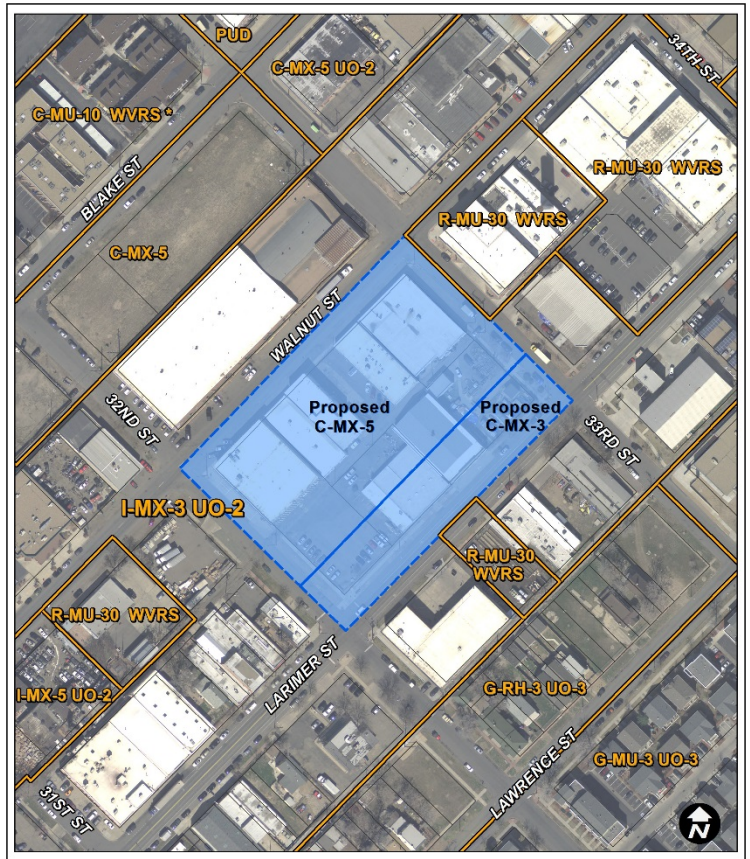 PUD
C-MX-5 UO-2
34TH ST
C-MU-10 WVRS *
R-MU-30 WVRS
BLAKE ST
R-MU-30 WVRS
C-MX-5
WALNUT ST
32ND ST
Proposed
C-MX-5
Proposed
C-MX-3
33RD ST
I-MX-3 UO-2
R-MU-30
WVRS
R-MU-30 WVRS
I-MX-5 UO-2
LARIMER ST
G-RH-3 UO-3
LAWRENCE ST
G-MU-3 UO-3
31ST ST
N